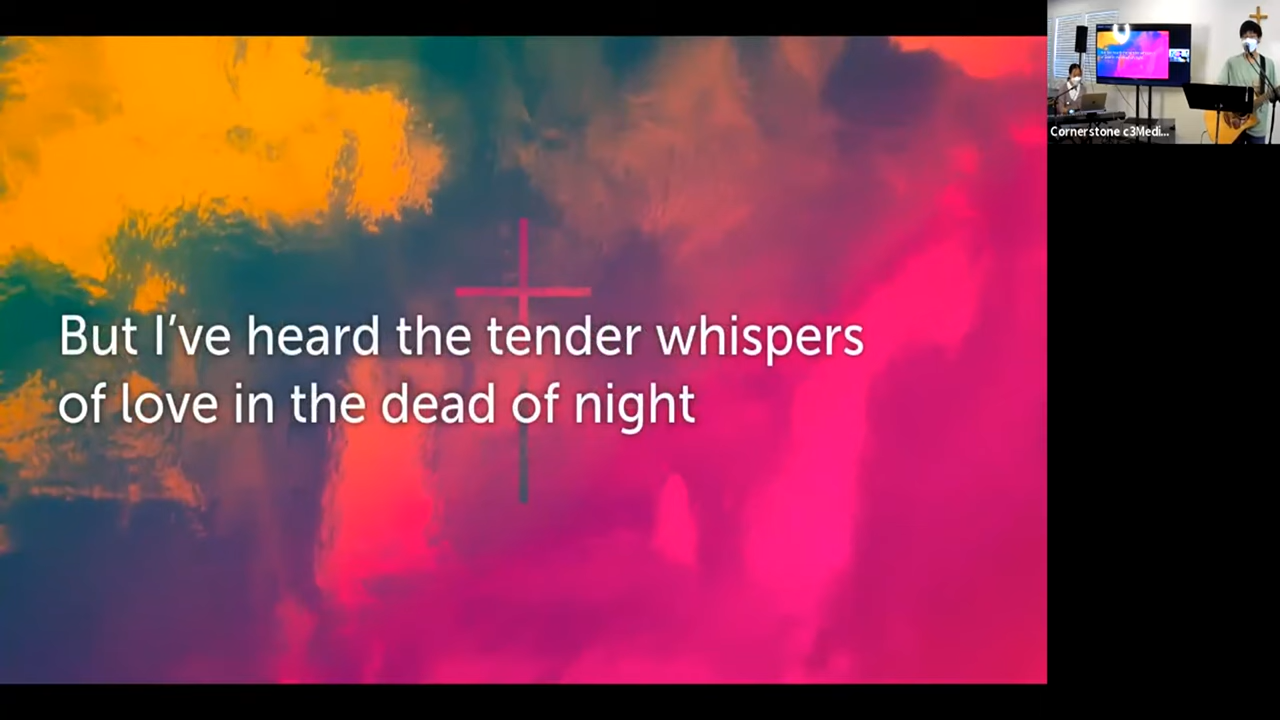 But I've heard the tender whispers
of love in the dead of night
Cornerstone c3Medi...